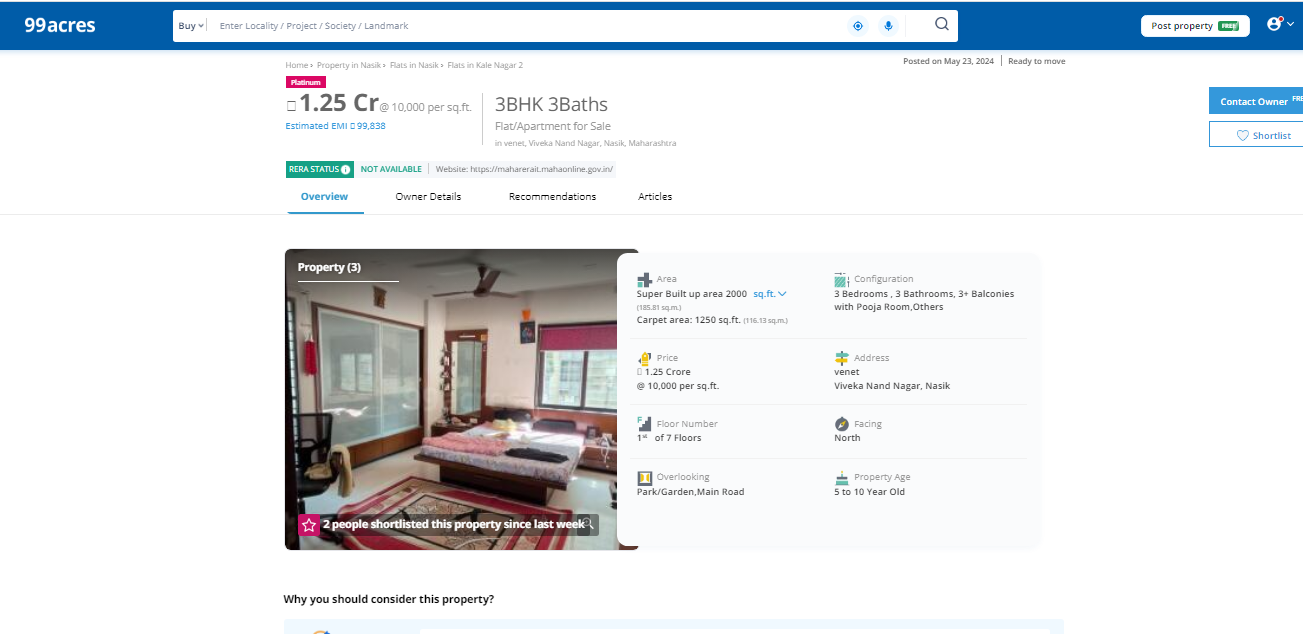 99acres
Buy
Enter Locality / Project / Society / Landmark
Post property FREE
Home > Property in Nasik > Flats in Nasik > Flats in Kale Nagar 2
Posted on May 23, 2024 | Ready to move
Platinum
1.25 Cr @ 10,000 per sq.ft.
Estimated EMI 99,838
3BHK 3Baths
Flat/Apartment for Sale
in venet, Viveka Nand Nagar, Nasik, Maharashtra
Contact Owner FRE
Shortlist
RERA STATUS NOT AVAILABLE | Website: https://maharerait.mahaonline.gov.in/
Overview
Owner Details
Recommendations
Articles
Property (3)
2 people shortlisted this property since last week
Area
Super Built up area 2000 sq.ft.
(185.81 sq.m.)
Carpet area: 1250 sq.ft. (116.13 sq.m.)
Configuration
3 Bedrooms , 3 Bathrooms, 3+ Balconies
with Pooja Room,Others
Price
1.25 Crore
@ 10,000 per sq.ft.
Address
venet
Viveka Nand Nagar, Nasik
Floor Number
1st of 7 Floors
Facing
North
Overlooking
Park/Garden,Main Road
Property Age
5 to 10 Year Old
Why you should consider this property?